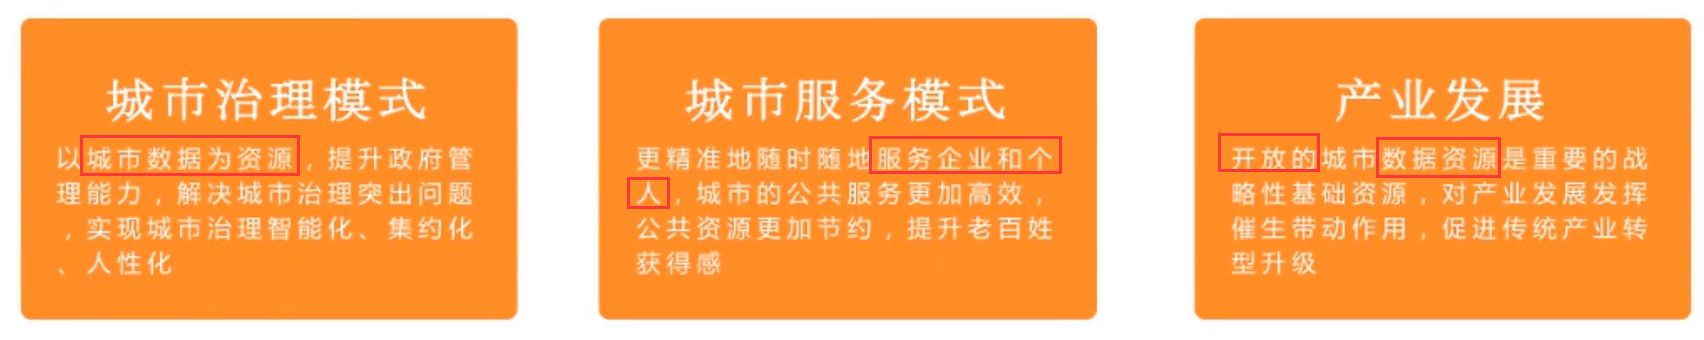 城市治理模式
以城市数据为资源，提升政府管
理能力，解决城市治理突出问题
，实现城市治理智能化、集约化
、人性化
城市服务模式
更精准地随时随地服务企业和个
人，城市的公共服务更加高效，
公共资源更加节约，提升老百姓
获得感
产业发展
开放的城市数据资源是重要的战
略性基础资源，对产业发展发挥
催生带动作用，促进传统产业转
型升级